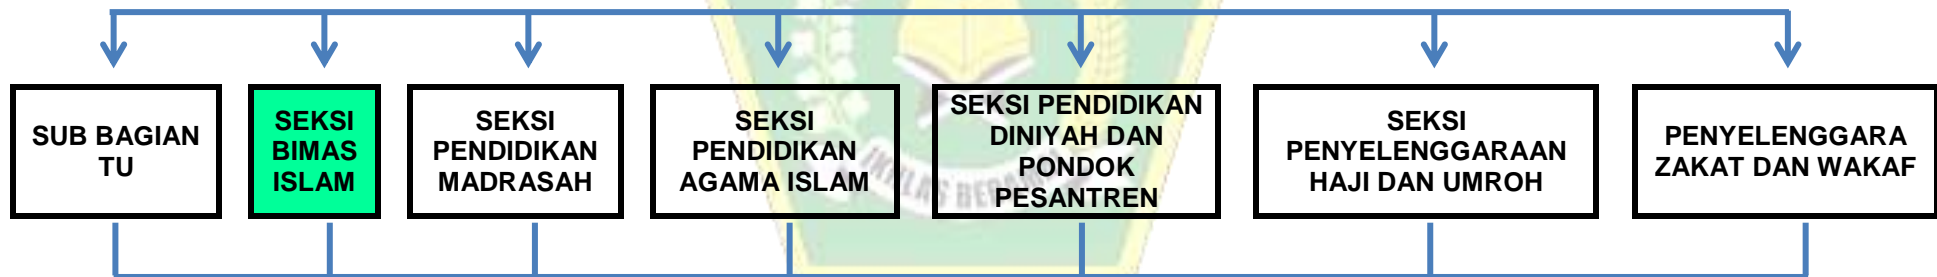 SUB BAGIAN
TU
SEKSI
BIMAS
ISLAM
SEKSI
PENDIDIKAN
MADRASAH
SEKSI
PENDIDIKAN
AGAMA ISLAM
SEKSI PENDIDIKAN
DINIYAH DAN
PONDOK
PESANTREN
SEKSI
PENYELENGGARAAN
HAJI DAN UMROH
PENYELENGGARA
ZAKAT DAN WAKAF